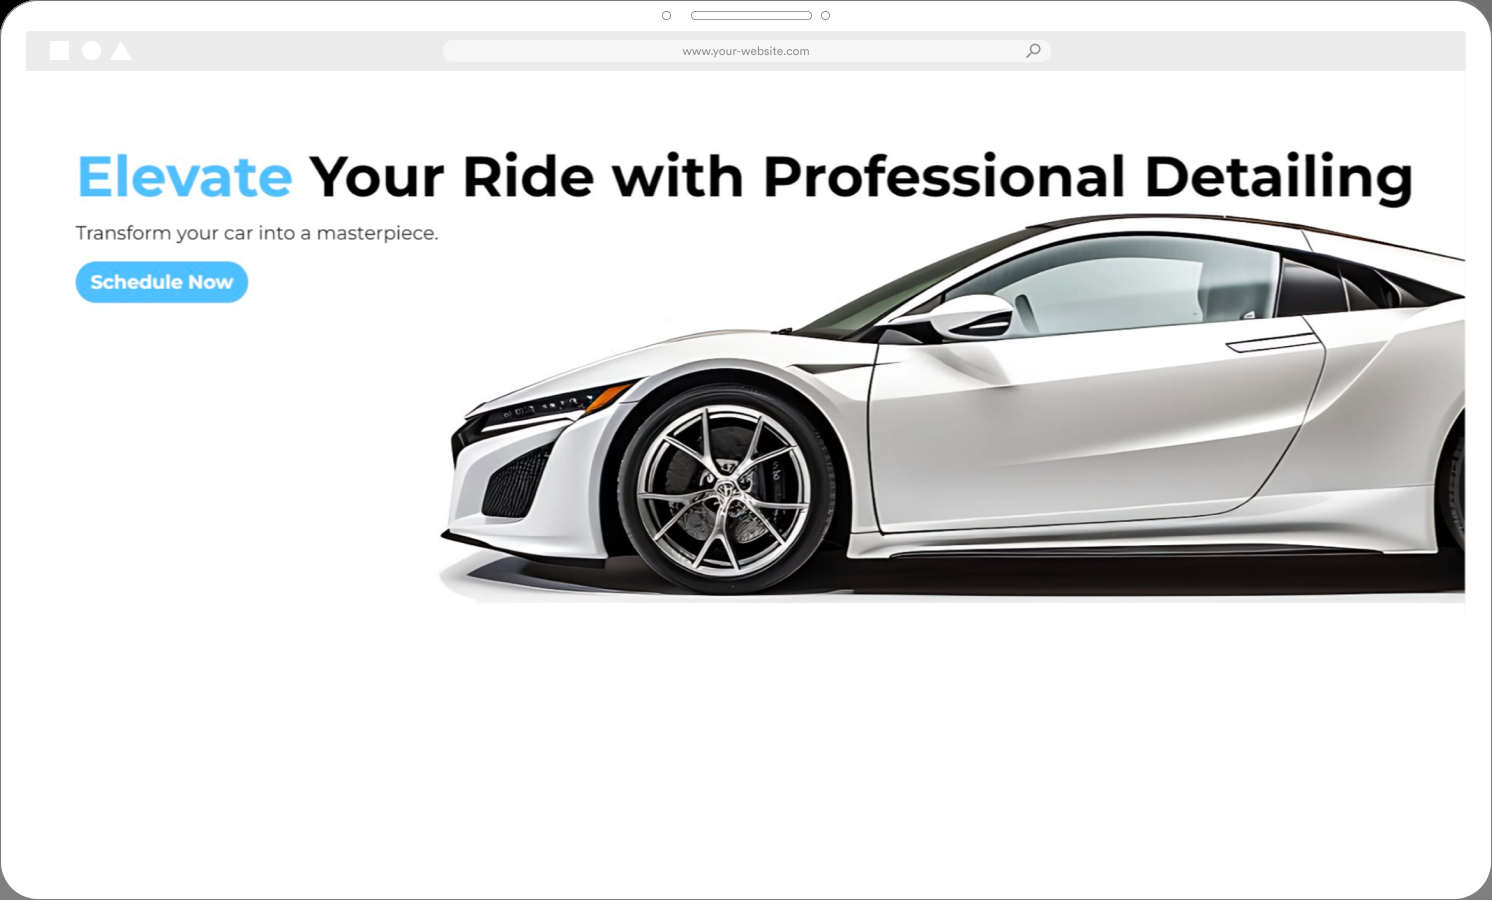 www.your-website.com
Elevate Your Ride with Professional Detailing
Transform your car into a masterpiece.
Schedule Now